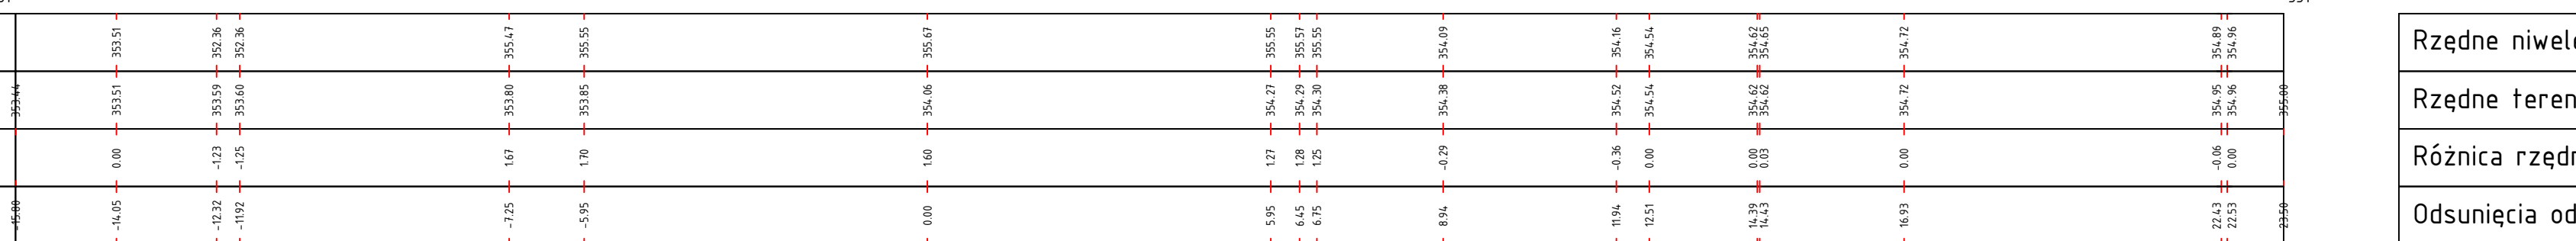 353.51 352.36 352.36 355.47 355.55 355.67 355.55 355.57 355.55 354.09 354.16 354.54 354.62 354.65 354.72 354.89 354.96 Rzędne niwel
353.44 353.51 353.59 353.60 353.80 353.85 354.06 354.27 354.29 354.30 354.38 354.52 354.54 354.62 354.62 354.72 354.95 354.96 355.00 Rzędne teren
0.00 -1.23 -1.25 1.67 1.70 1.60 1.27 1.28 1.25 -0.29 -0.36 0.00 0.00 0.03 0.00 -0.06 0.00 Różnica rzęd
-15.80 -14.05 -12.32 -11.92 -7.25 -5.95 0.00 5.95 6.45 6.75 8.94 11.94 12.51 14.39 14.43 16.93 22.43 22.53 23.50 Odsunięcia od